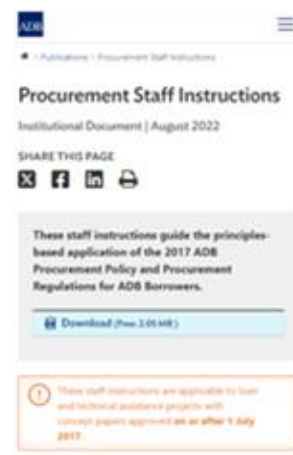 ADB
Publications > Procurement Staff Instructions
Procurement Staff Instructions
Institutional Document | August 2022
SHARE THIS PAGE
These staff instructions guide the principles-
based application of the 2017 ADB
Procurement Policy and Procurement
Regulations for ADB Borrowers.
Download (Free: 2.05 MB)
These staff instructions are applicable to loan
and technical assistance projects with
concept papers approved on or after 1 July
2017.